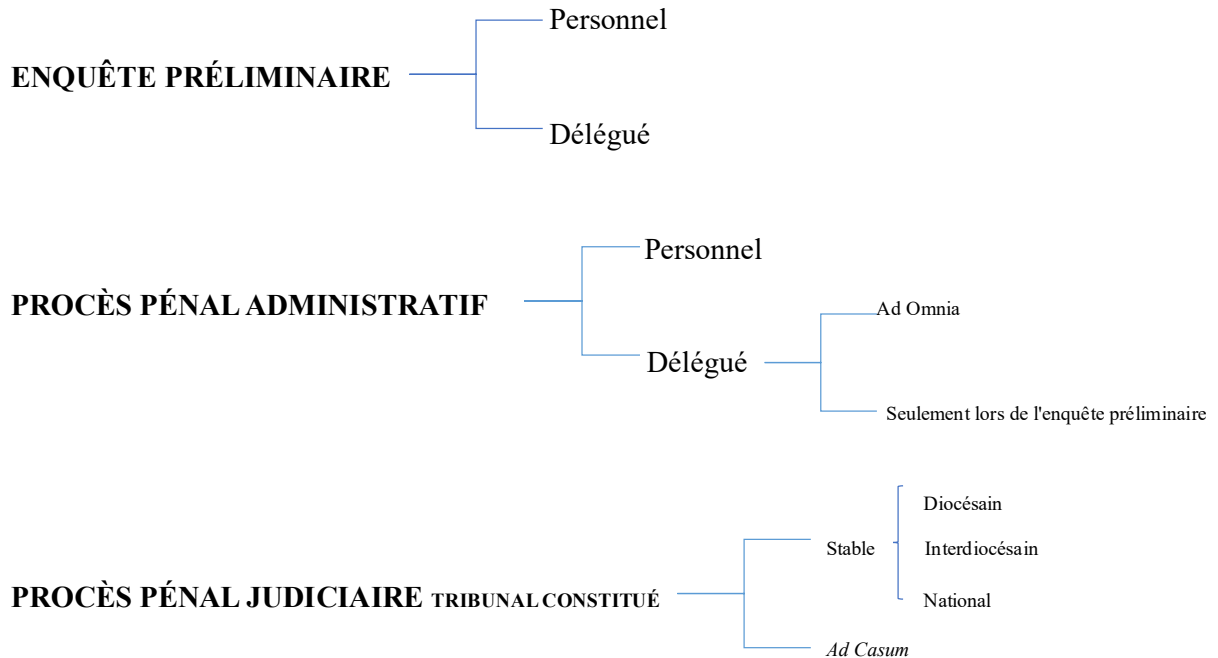 Personnel
ENQUÊTE PRÉLIMINAIRE
Délégué
Personnel
PROCÈS PÉNAL ADMINISTRATIF
Ad Omnia
Délégué
Seulement lors de l'enquête préliminaire
Diocésain
Stable
Interdiocésain
PROCÈS PÉNAL JUDICIAIRE TRIBUNAL CONSTITUÉ
National
Ad Casum